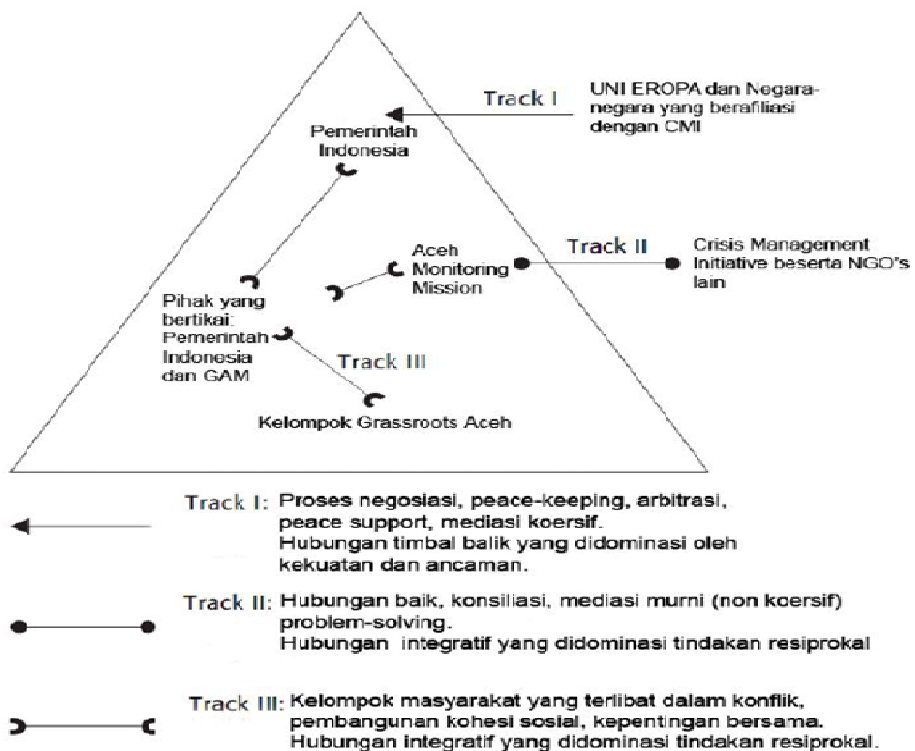 Track I
UNI EROPA dan Negara-
negara yang berafiliasi
dengan CMI
Pemerintah
Indonesia
Aceh
Monitoring
Mission
Track II
Crisis Management
Initiative beserta NGO's
lain
Pihak yang
bertikai:
Pemerintah
Indonesia
dan GAM
Track III
Kelompok Grassroots Aceh
Track I: Proses negosiasi, peace-keeping, arbitrasi,
peace support, mediasi koersif.
Hubungan timbal balik yang didominasi oleh
kekuatan dan ancaman.
Track II: Hubungan baik, konsiliasi, mediasi murni (non koersif)
problem-solving.
Hubungan integratif yang didominasi tindakan resiprokal
Track III: Kelompok masyarakat yang terlibat dalam konflik,
pembangunan kohesi sosial, kepentingan bersama.
Hubungan integratif yang didominasi tindakan resiprokal.